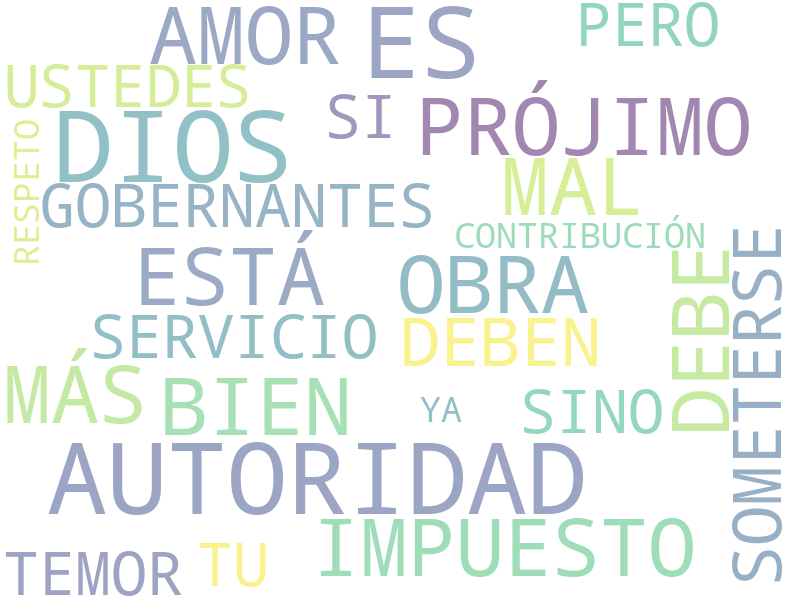 AMOR ES PERO
USTEDES
SI PRÓJIMO
DIOS
RESPETO
GOBERNANTES MAL
CONTRIBUCIÓN
ESTÁ OBRA
DEBE
SOMETERSE
SERVICIO DEBEN
MÁS BIEN YA SINO
AUTORIDAD
IMPUESTO
TEMOR TU